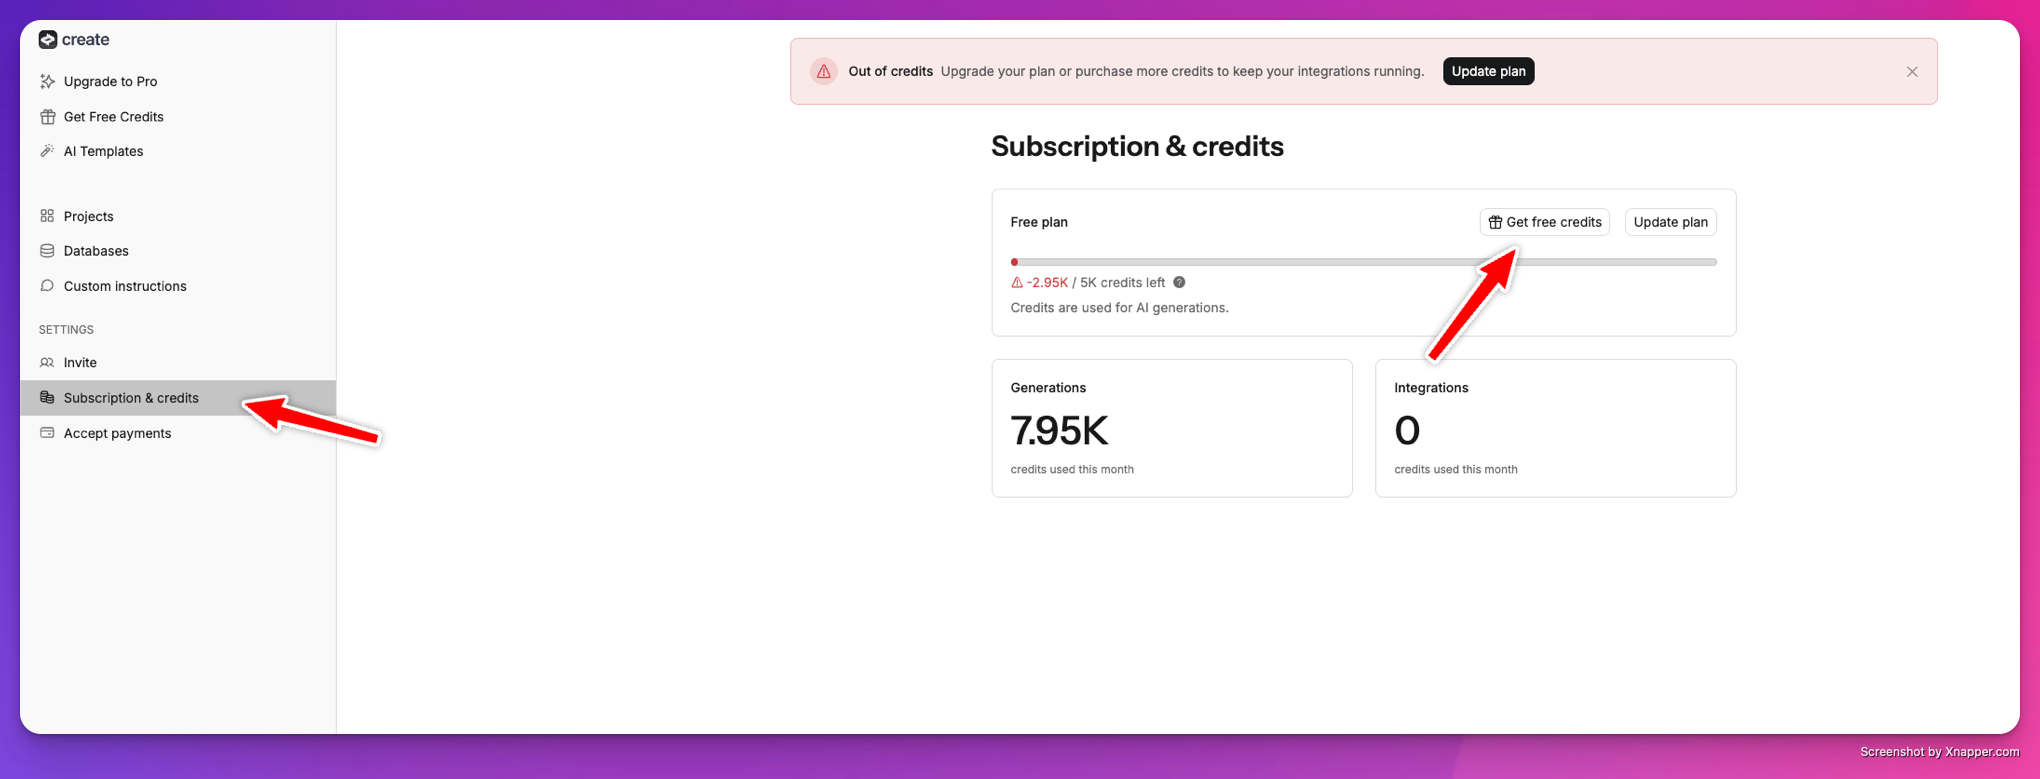 create
Upgrade to Pro
Get Free Credits
AI Templates
Projects
Databases
Custom instructions
SETTINGS
Invite
Subscription & credits
Accept payments
Out of credits Upgrade your plan or purchase more credits to keep your integrations running. Update plan
Subscription & credits
Free plan Get free credits Update plan
-2.95K / 5K credits left ?
Credits are used for AI generations.
Generations
7.95K
credits used this month
Integrations
0
credits used this month
Screenshot by Xnapper.com